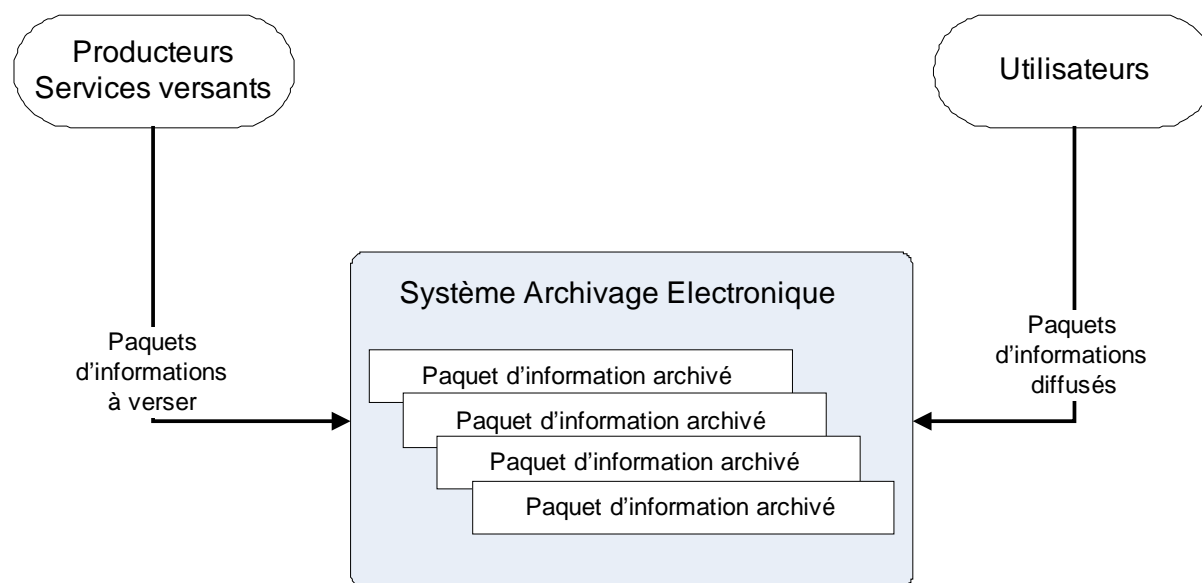 Producteurs
Services versants
Utilisateurs
Système Archivage Electronique
Paquets
d'informations
à verser
Paquets
d'informations
diffusés
Paquet d'information archivé
Paquet d'information archivé
Paquet d'information archivé
Paquet d'information archivé